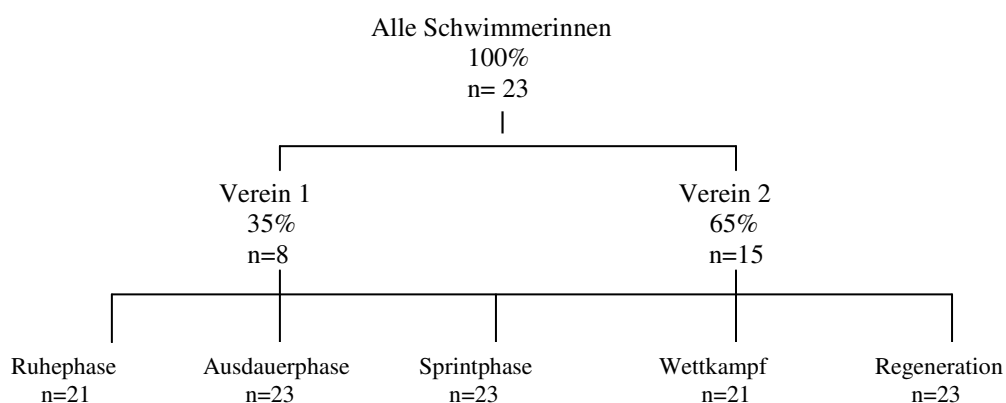 Alle Schwimmerinnen
100%
n= 23
Verein 1
35%
n=8
Verein 2
65%
n=15
Ruhephase
n=21
Ausdauerphase
n=23
Sprintphase
n=23
Wettkampf
n=21
Regeneration
n=23